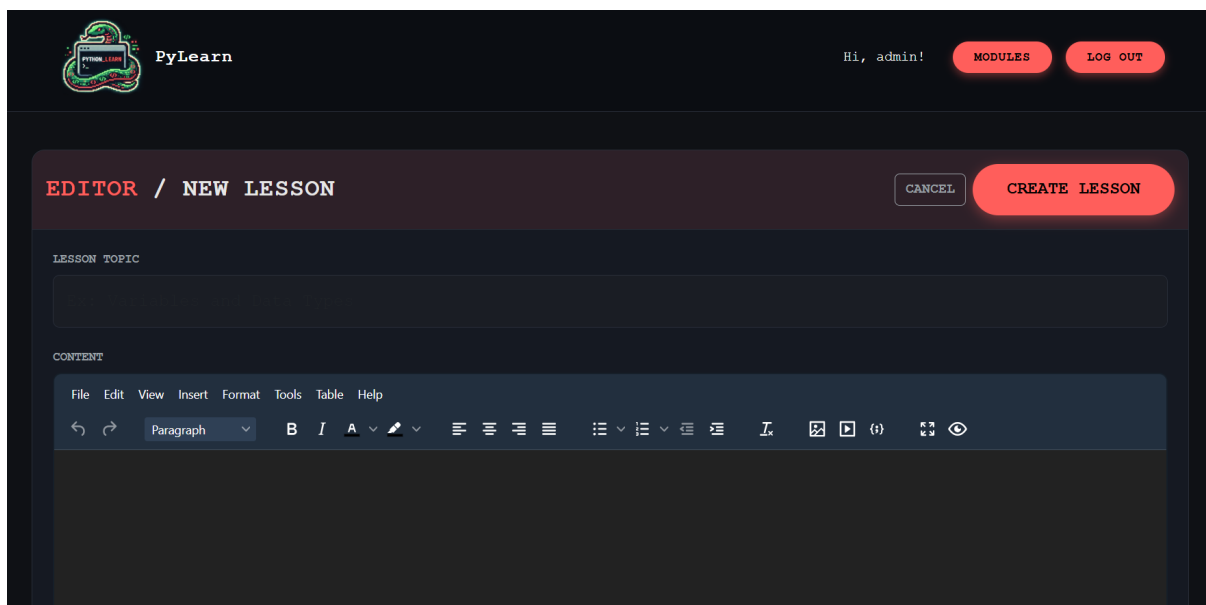 PYTHON_LEARN
PyLearn
Hi, admin!
MODULES
LOG OUT
EDITOR / NEW LESSON
CANCEL
CREATE LESSON
LESSON TOPIC
CONTENT
File Edit View Insert Format Tools Table Help
Paragraph